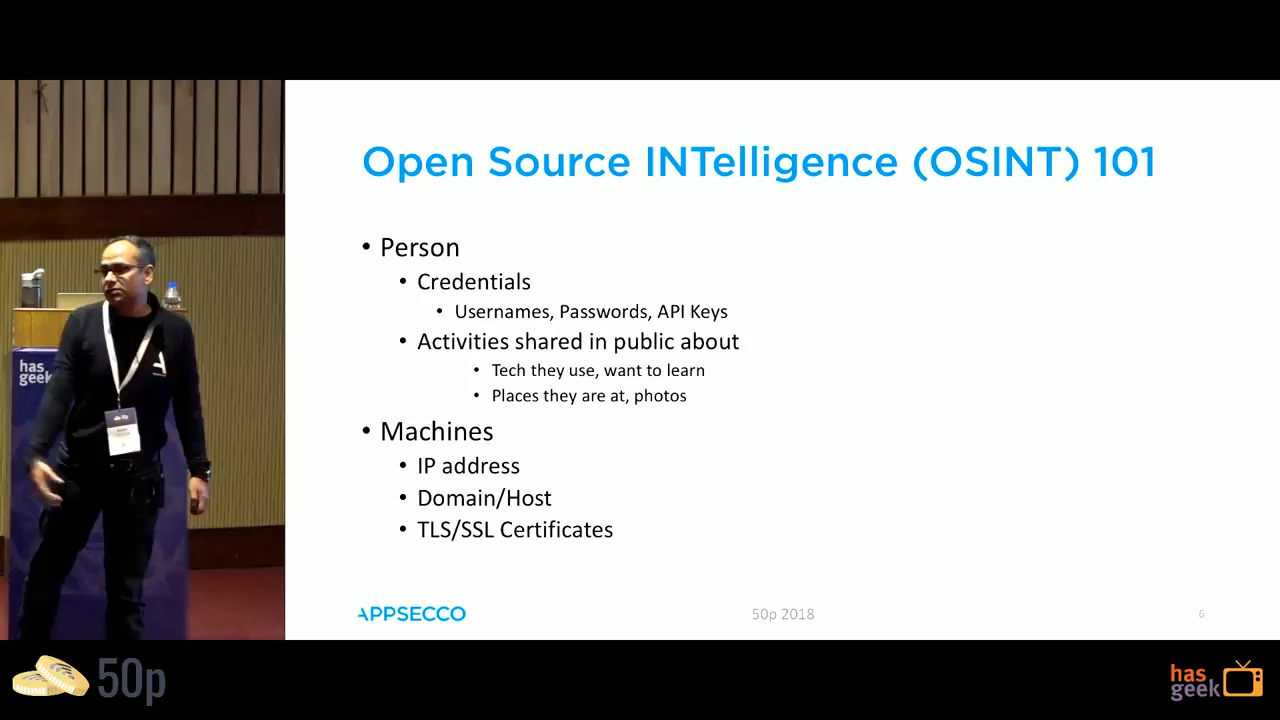 Open Source INTelligence (OSINT) 101
• Person
• Credentials
• Usernames, Passwords, API Keys
• Activities shared in public about
• Tech they use, want to learn
• Places they are at, photos
• Machines
• IP address
• Domain/Host
• TLS/SSL Certificates
APPSECCO
50p 2018
6
has
geek
50p
has
geek